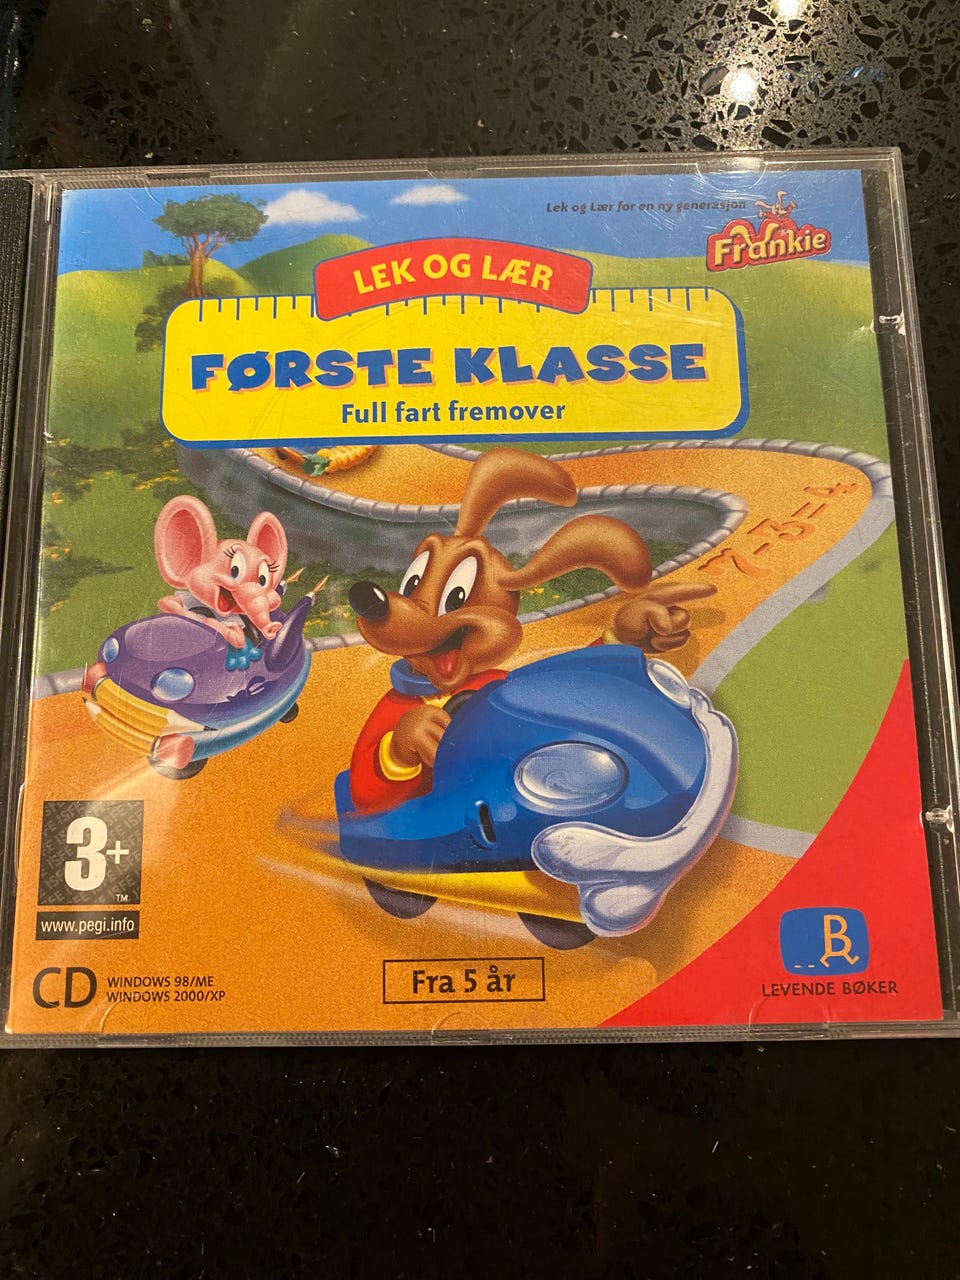 Lek og Lær for en ny generasjon
Frankie
LEK OG LÆR
FØRSTE KLASSE
Full fart fremover
7-3=4
3+
TM
www.pegi.info
CD
WINDOWS 98/ME
WINDOWS 2000/XP
Fra 5 år
B
LEVENDE BØKER